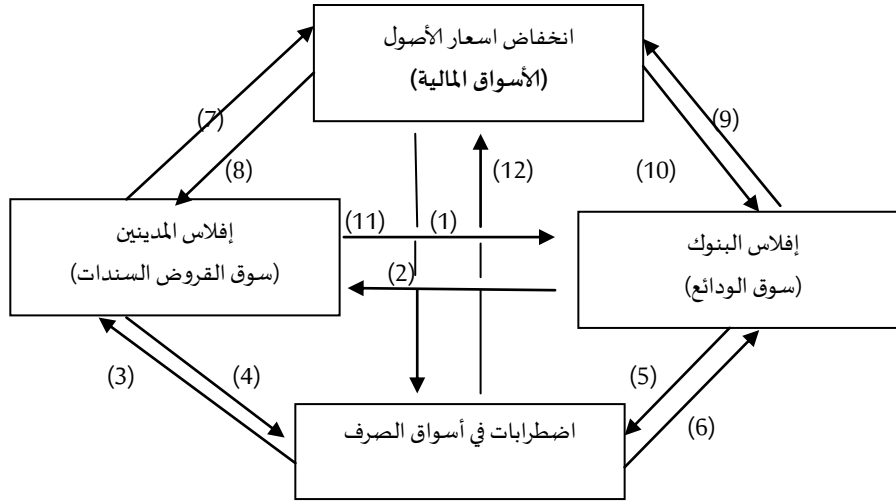 انخفاض اسعار الأصول
(الأسواق المالية)
(7)
(9)
(8)
(12)
(10)
إفلاس المدينين
(سوق القروض السندات)
(11)
(1)
إفلاس البنوك
(سوق الودائع)
(2)
(3)
(4)
(5)
(6)
اضطرابات في أسواق الصرف